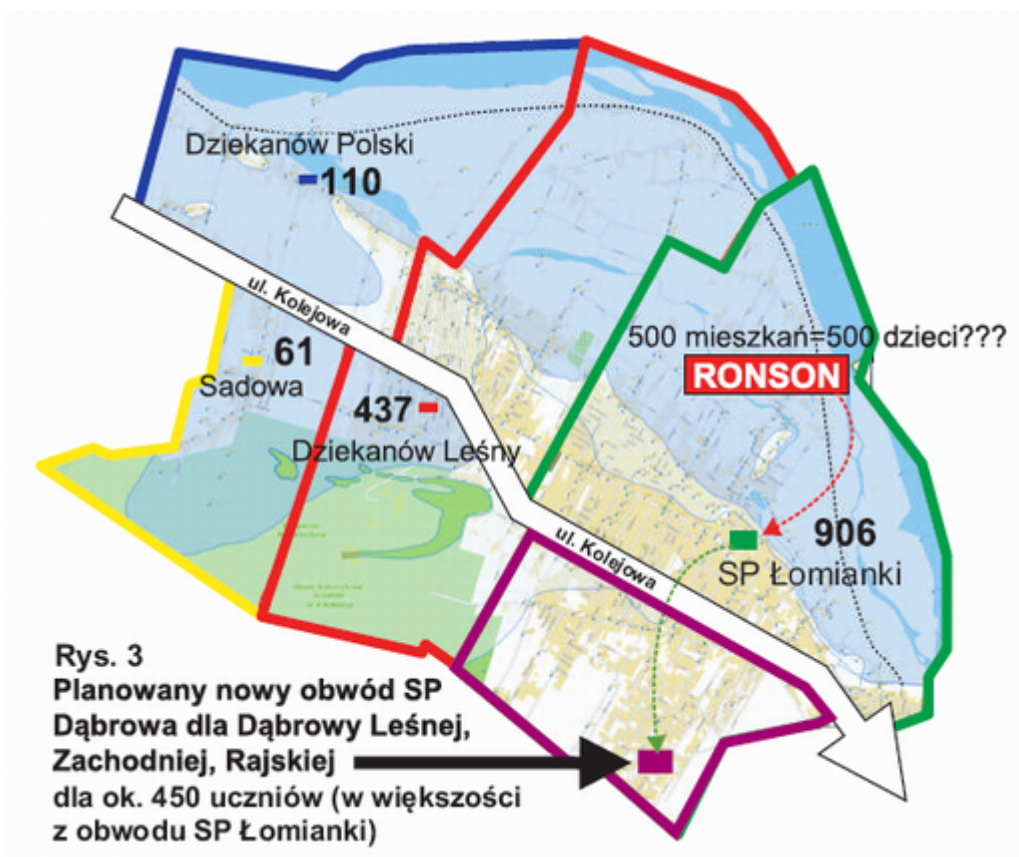 Dziekanów Polski
110
ul. Kolejowa
61
Sadowa
437
Dziekanów Leśny
500 mieszkań=500 dzieci???
RONSON
906
SP Łomianki
ul. Kolejowa
Rys. 3
Planowany nowy obwód SP
Dąbrowa dla Dąbrowy Leśnej,
Zachodniej, Rajskiej
dla ok. 450 uczniów (w większości
z obwodu SP Łomianki)